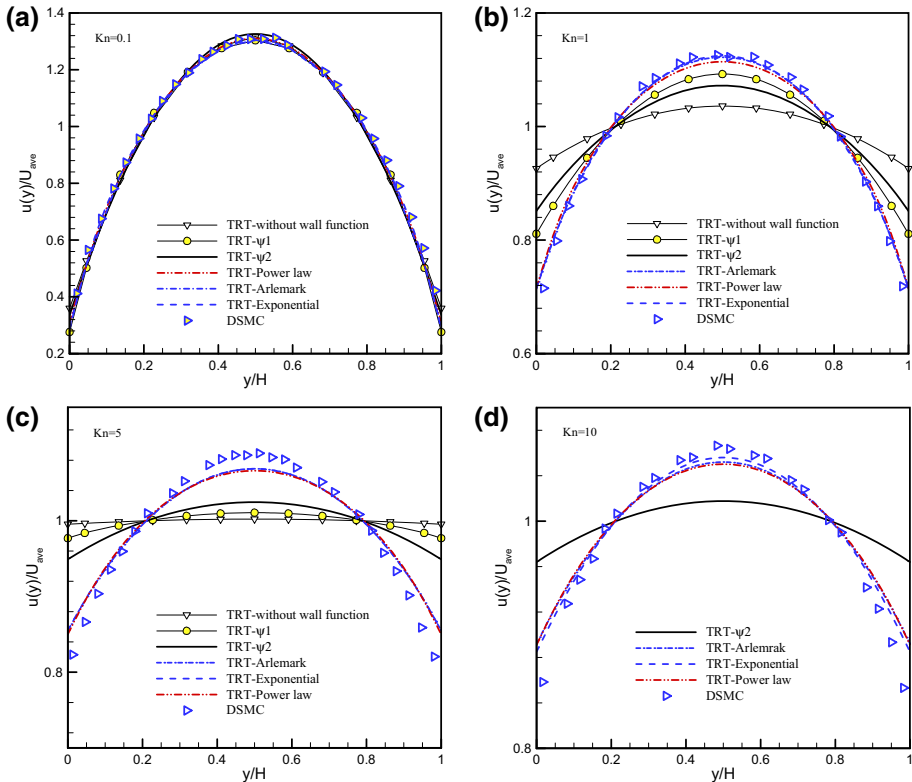 (a)
Kn=0.1
1.4
1.2
1
0.8
0.6
0.4
0.2
u(y)/U_ave
TRT-without wall function
TRT-ψ1
TRT-ψ2
TRT-Power law
TRT-Arlemark
TRT-Exponential
DSMC
0 0.2 0.4 0.6 0.8 1
y/H
(b)
Kn=1
1.2
1
0.8
0.6
u(y)/U_ave
TRT-without wall function
TRT-ψ1
TRT-ψ2
TRT-Arlemark
TRT-Power law
TRT-Exponential
DSMC
0 0.2 0.4 0.6 0.8 1
y/H
(c)
Kn=5
1
0.8
u(y)/U_ave
TRT-without wall function
TRT-ψ1
TRT-ψ2
TRT-Arlemark
TRT-Exponential
TRT-Power law
DSMC
0 0.2 0.4 0.6 0.8 1
y/H
(d)
Kn=10
1
0.8
u(y)/U_ave
TRT-ψ2
TRT-Arlemrak
TRT-Exponential
TRT-Power law
DSMC
0 0.2 0.4 0.6 0.8 1
y/H